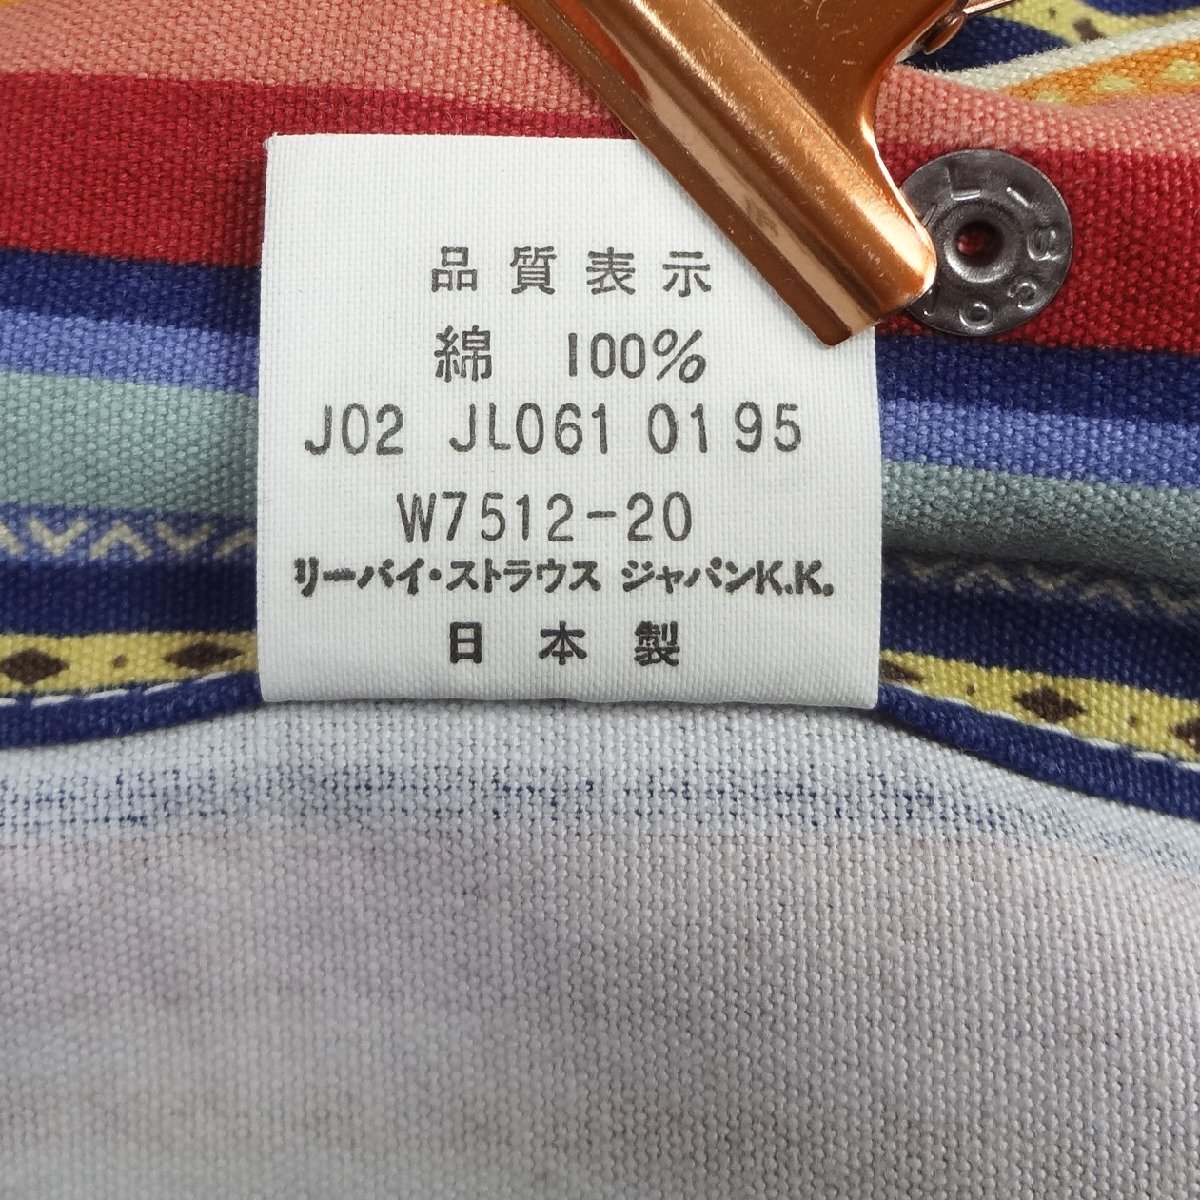 品質表示
綿 100%
J02 JL061 0195
W7512-20
リーバイ・ストラウス ジャパンK.K.
日本製